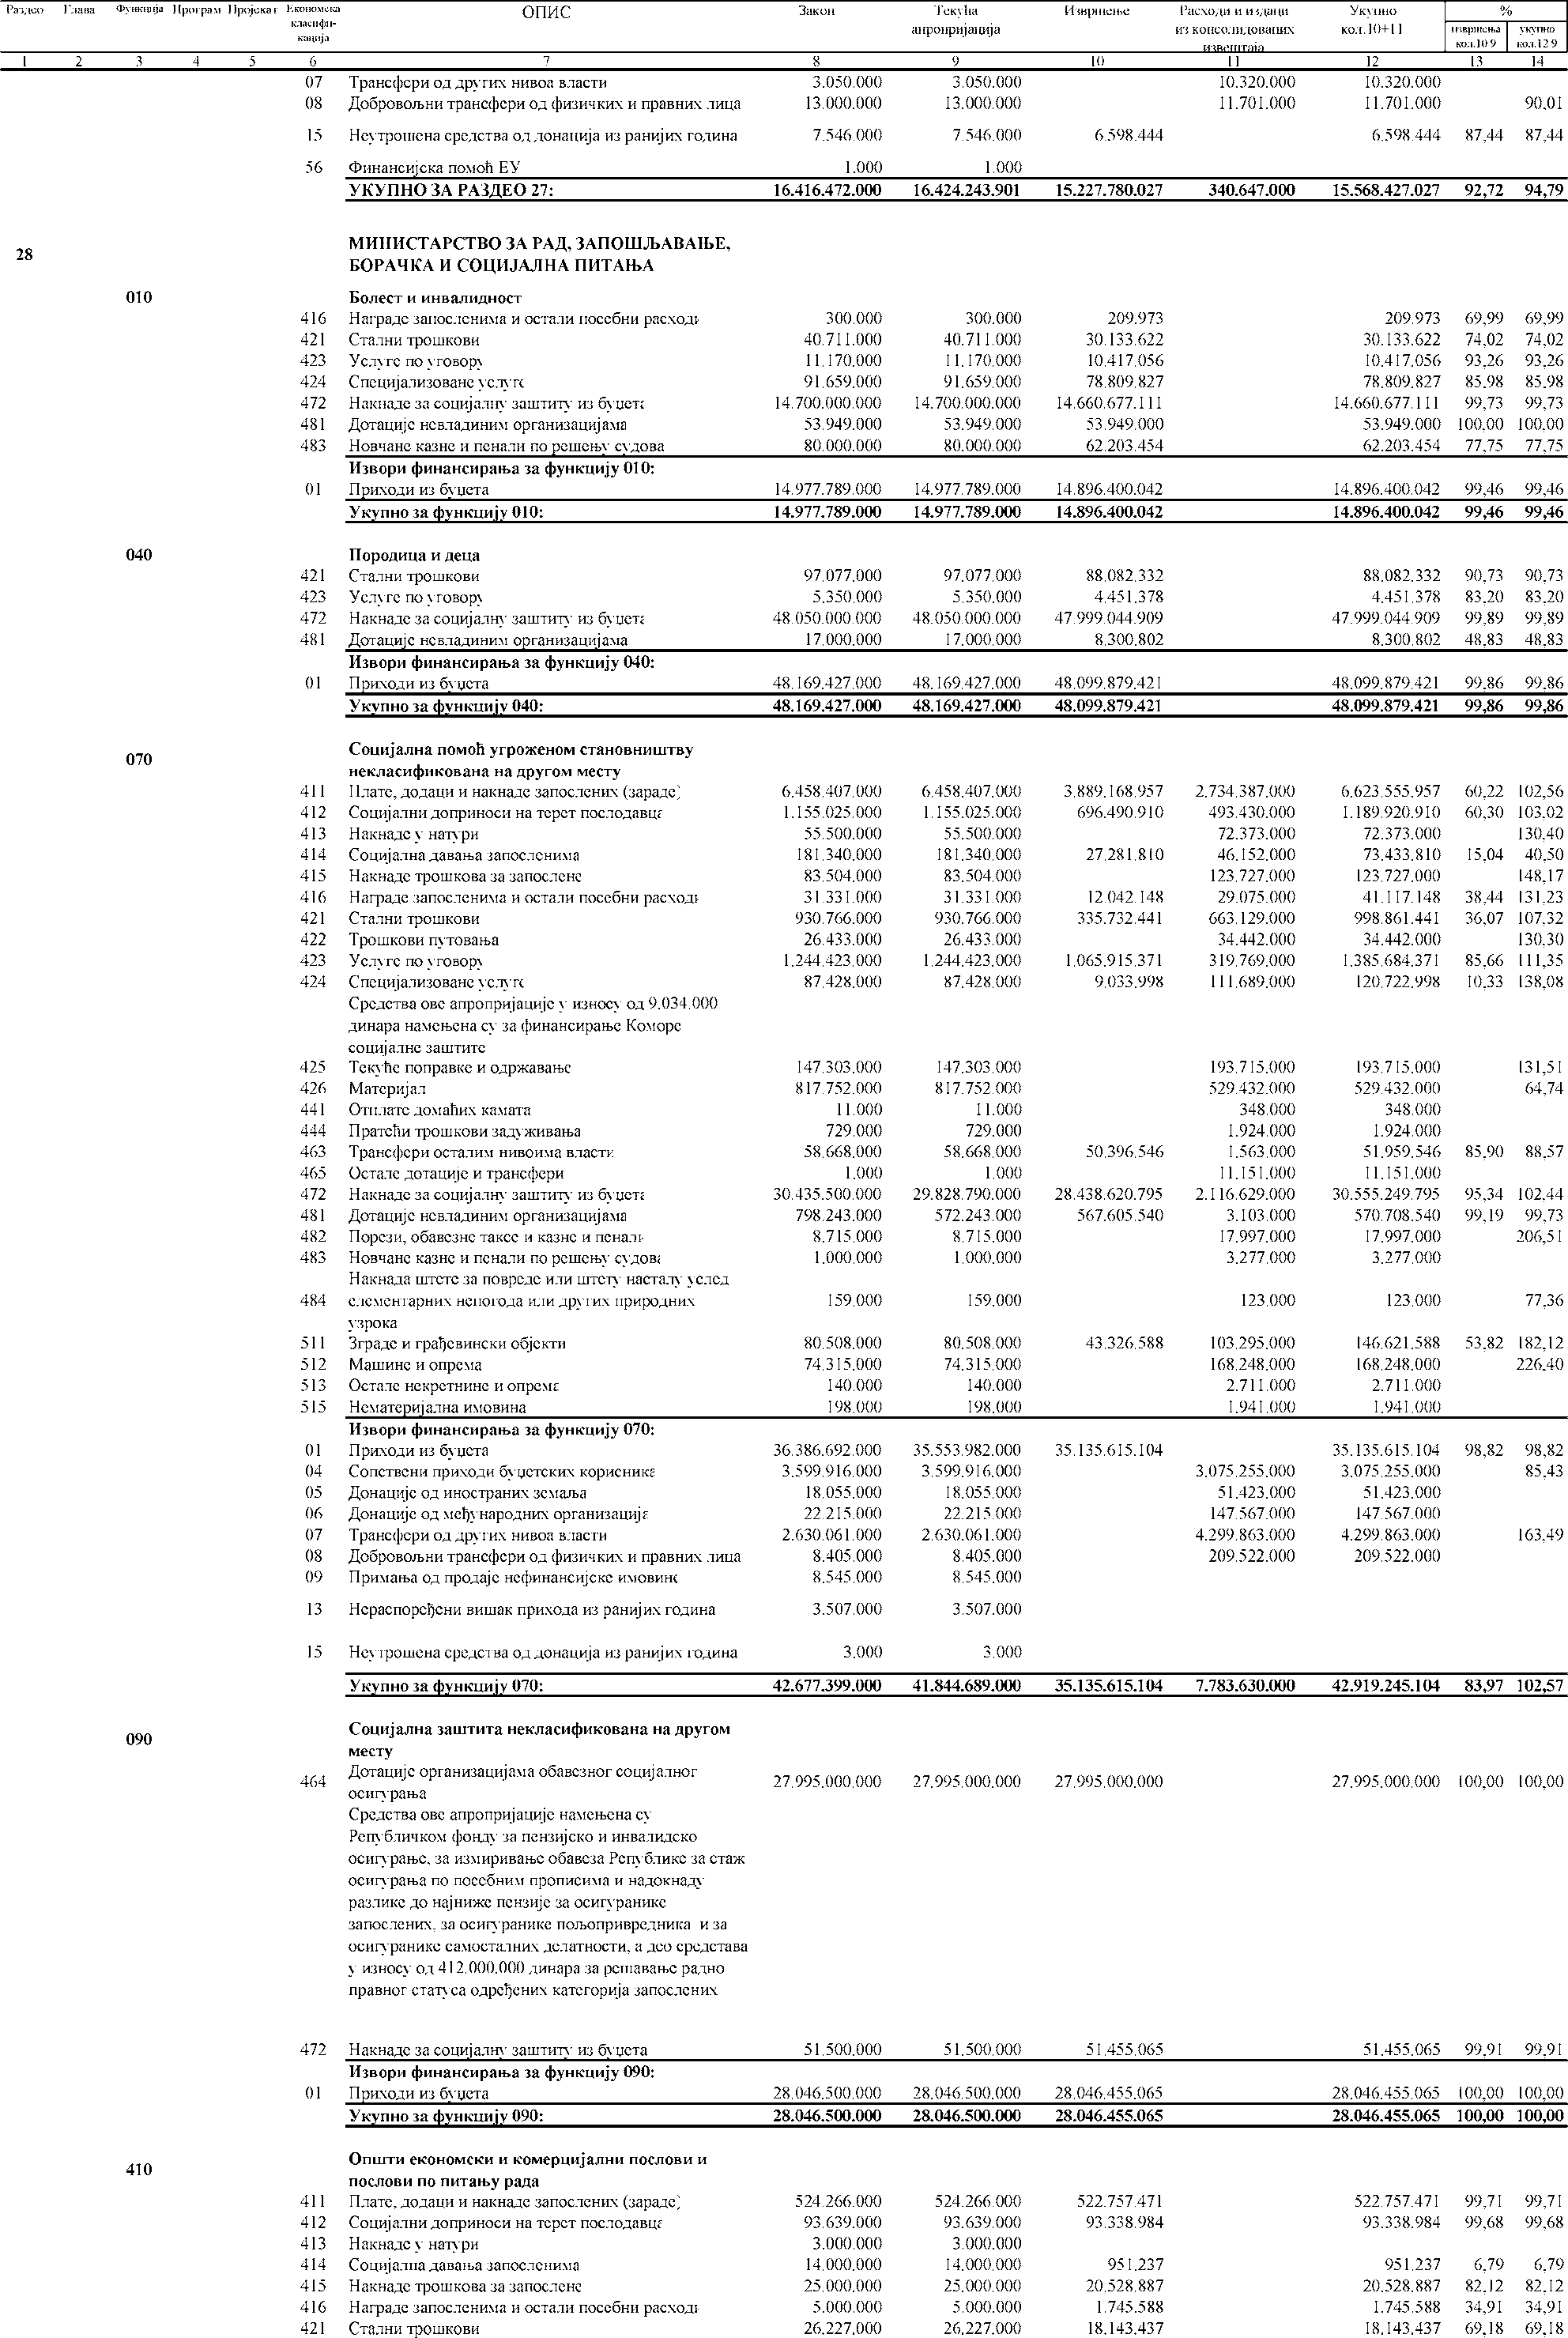 Раздео Глава Функција Програм Пројекат Економска класифи-кација ОПИС Закон Текућа апропријација Извршење Расходи и издаци из консолидованих извештаја Укупно кол.10+11 % извршења кол.10 9 укупно кол.12 9
1 2 3 4 5 6 7 8 9 10 11 12 13 14
07 Трансфери од других нивоа власти 3.050.000 3.050.000 10.320.000 10.320.000
08 Добровољни трансфери од физичких и правних лица 13.000.000 13.000.000 11.701.000 11.701.000 90,01
15 Неутрошена средства од донација из ранијих година 7.546.000 7.546.000 6.598.444 6.598.444 87,44 87,44
56 Финансијска помоћ ЕУ 1.000 1.000
УКУПНО ЗА РАЗДЕО 27: 16.416.472.000 16.424.243.901 15.227.780.027 340.647.000 15.568.427.027 92,72 94,79
28 МИНИСТАРСТВО ЗА РАД, ЗАПОШЉАВАЊЕ,
БОРАЧКА И СОЦИЈАЛНА ПИТАЊА
010 Болест и инвалидност
416 Награде запосленима и остали посебни расходи 300.000 300.000 209.973 209.973 69,99 69,99
421 Стални трошкови 40.711.000 40.711.000 30.133.622 30.133.622 74,02 74,02
423 Услуге по уговору 11.170.000 11.170.000 10.417.056 10.417.056 93,26 93,26
424 Специјализоване услуге 91.659.000 91.659.000 78.809.827 78.809.827 85,98 85,98
472 Накнаде за социјалну заштиту из буџета 14.700.000.000 14.700.000.000 14.660.677.111 14.660.677.111 99,73 99,73
481 Дотације невладиним организацијама 53.949.000 53.949.000 53.949.000 53.949.000 100,00 100,00
483 Новчане казне и пенали по решењу судова 80.000.000 80.000.000 62.203.454 62.203.454 77,75 77,75
Извори финансирања за функцију 010:
01 Приходи из буџета 14.977.789.000 14.977.789.000 14.896.400.042 14.896.400.042 99,46 99,46
Укупно за функцију 010: 14.977.789.000 14.977.789.000 14.896.400.042 14.896.400.042 99,46 99,46
040 Породица и деца
421 Стални трошкови 97.077.000 97.077.000 88.082.332 88.082.332 90,73 90,73
423 Услуге по уговору 5.350.000 5.350.000 4.451.378 4.451.378 83,20 83,20
472 Накнаде за социјалну заштиту из буџета 48.050.000.000 48.050.000.000 47.999.044.909 47.999.044.909 99,89 99,89
481 Дотације невладиним организацијама 17.000.000 17.000.000 8.300.802 8.300.802 48,83 48,83
Извори финансирања за функцију 040:
01 Приходи из буџета 48.169.427.000 48.169.427.000 48.099.879.421 48.099.879.421 99,86 99,86
Укупно за функцију 040: 48.169.427.000 48.169.427.000 48.099.879.421 48.099.879.421 99,86 99,86
070 Социјална помоћ угроженом становништву
некласификована на другом месту
411 Плате, додаци и накнаде запослених (зараде) 6.458.407.000 6.458.407.000 3.889.168.957 2.734.387.000 6.623.555.957 60,22 102,56
412 Социјални доприноси на терет послодавца 1.155.025.000 1.155.025.000 696.490.910 493.430.000 1.189.920.910 60,30 103,02
413 Накнаде у натури 55.500.000 55.500.000 72.373.000 72.373.000 130,40
414 Социјална давања запосленима 181.340.000 181.340.000 27.281.810 46.152.000 73.433.810 15,04 40,50
415 Накнаде трошкова за запослене 83.504.000 83.504.000 123.727.000 123.727.000 148,17
416 Награде запосленима и остали посебни расходи 31.331.000 31.331.000 12.042.148 29.075.000 41.117.148 38,44 131,23
421 Стални трошкови 930.766.000 930.766.000 335.732.441 663.129.000 998.861.441 36,07 107,32
422 Трошкови путовања 26.433.000 26.433.000 34.442.000 34.442.000 130,30
423 Услуге по уговору 1.244.423.000 1.244.423.000 1.065.915.371 319.769.000 1.385.684.371 85,66 111,35
424 Специјализоване услуге 87.428.000 87.428.000 9.033.998 111.689.000 120.722.998 10,33 138,08
Средства ове апропријације у износу од 9.034.000
динара намењена су за финансирање Коморе
социјалне заштите
425 Текуће поправке и одржавање 147.303.000 147.303.000 193.715.000 193.715.000 131,51
426 Материјал 817.752.000 817.752.000 529.432.000 529.432.000 64,74
441 Отплате домаћих камата 11.000 11.000 348.000 348.000
444 Пратећи трошкови задуживања 729.000 729.000 1.924.000 1.924.000
463 Трансфери осталим нивоима власти 58.668.000 58.668.000 50.396.546 1.563.000 51.959.546 85,90 88,57
465 Остале дотације и трансфери 1.000 1.000 11.151.000 11.151.000
472 Накнаде за социјалну заштиту из буџета 30.435.500.000 29.828.790.000 28.438.620.795 2.116.629.000 30.555.249.795 95,34 102,44
481 Дотације невладиним организацијама 798.243.000 572.243.000 567.605.540 3.103.000 570.708.540 99,19 99,73
482 Порези, обавезне таксе и казне и пенали 8.715.000 8.715.000 17.997.000 17.997.000 206,51
483 Новчане казне и пенали по решењу судова 1.000.000 1.000.000 3.277.000 3.277.000
Накнада штете за повреде или штету насталу услед
484 елементарних непогода или других природних 159.000 159.000 123.000 123.000 77,36
узрока
511 Зграде и грађевински објекти 80.508.000 80.508.000 43.326.588 103.295.000 146.621.588 53,82 182,12
512 Машине и опрема 74.315.000 74.315.000 168.248.000 168.248.000 226,40
513 Остале некретнине и опрема 140.000 140.000 2.711.000 2.711.000
515 Нематеријална имовина 198.000 198.000 1.941.000 1.941.000
Извори финансирања за функцију 070:
01 Приходи из буџета 36.386.692.000 35.553.982.000 35.135.615.104 35.135.615.104 98,82 98,82
04 Сопствени приходи буџетских корисника 3.599.916.000 3.599.916.000 3.075.255.000 3.075.255.000 85,43
05 Донације од иностраних земаља 18.055.000 18.055.000 51.423.000 51.423.000
06 Донације од међународних организација 22.215.000 22.215.000 147.567.000 147.567.000
07 Трансфери од других нивоа власти 2.630.061.000 2.630.061.000 4.299.863.000 4.299.863.000 163,49
08 Добровољни трансфери од физичких и правних лица 8.405.000 8.405.000 209.522.000 209.522.000
09 Примања од продаје нефинансијске имовине 8.545.000 8.545.000
13 Нераспоређени вишак прихода из ранијих година 3.507.000 3.507.000
15 Неутрошена средства од донација из ранијих година 3.000 3.000
Укупно за функцију 070: 42.677.399.000 41.844.689.000 35.135.615.104 7.783.630.000 42.919.245.104 83,97 102,57
090 Социјална заштита некласификована на другом
месту
464 Дотације организацијама обавезног социјалног
осигурања 27.995.000.000 27.995.000.000 27.995.000.000 27.995.000.000 100,00 100,00
Средства ове апропријације намењена су
Републичком фонду за пензијско и инвалидско
осигурање, за измиривање обавеза Републике за стаж
осигурања по посебним прописима и надокнаду
разлике до најниже пензије за осигуранике
запослених, за осигуранике пољопривредника и за
осигуранике самосталних делатности, а део средстава
у износу од 412.000.000 динара за решавање радно
правног статуса одређених категорија запослених
472 Накнаде за социјалну заштиту из буџета 51.500.000 51.500.000 51.455.065 51.455.065 99,91 99,91
Извори финансирања за функцију 090:
01 Приходи из буџета 28.046.500.000 28.046.500.000 28.046.455.065 28.046.455.065 100,00 100,00
Укупно за функцију 090: 28.046.500.000 28.046.500.000 28.046.455.065 28.046.455.065 100,00 100,00
410 Општи економски и комерцијални послови и
послови по питању рада
411 Плате, додаци и накнаде запослених (зараде) 524.266.000 524.266.000 522.757.471 522.757.471 99,71 99,71
412 Социјални доприноси на терет послодавца 93.639.000 93.639.000 93.338.984 93.338.984 99,68 99,68
413 Накнаде у натури 3.000.000 3.000.000
414 Социјална давања запосленима 14.000.000 14.000.000 951.237 951.237 6,79 6,79
415 Накнаде трошкова за запослене 25.000.000 25.000.000 20.528.887 20.528.887 82,12 82,12
416 Награде запосленима и остали посебни расходи 5.000.000 5.000.000 1.745.588 1.745.588 34,91 34,91
421 Стални трошкови 26.227.000 26.227.000 18.143.437 18.143.437 69,18 69,18